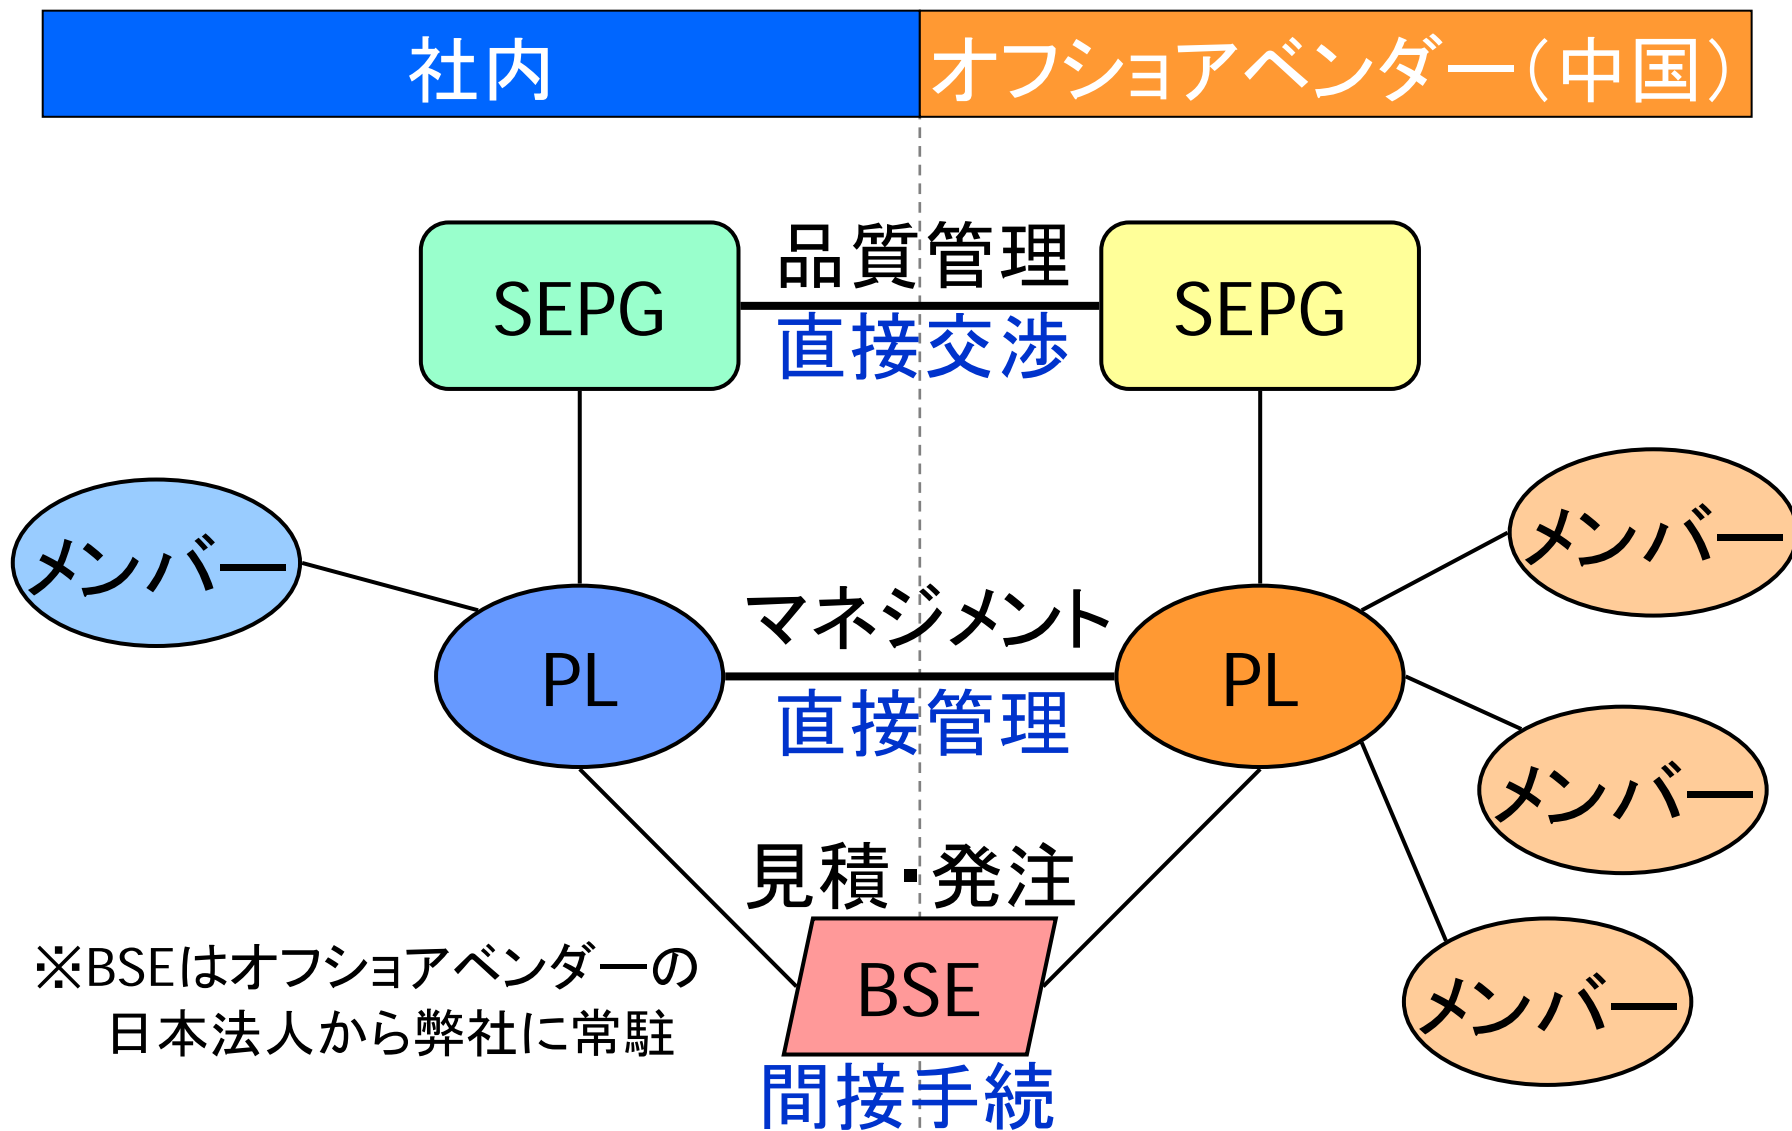 社内
オフショアベンダー（中国）
品質管理
SEPG
SEPG
直接交渉
メンバー
メンバー
マネジメント
PL
PL
直接管理
メンバー
見積・発注
※BSEはオフショアベンダーの
日本法人から弊社に常駐
BSE
メンバー
間接手続